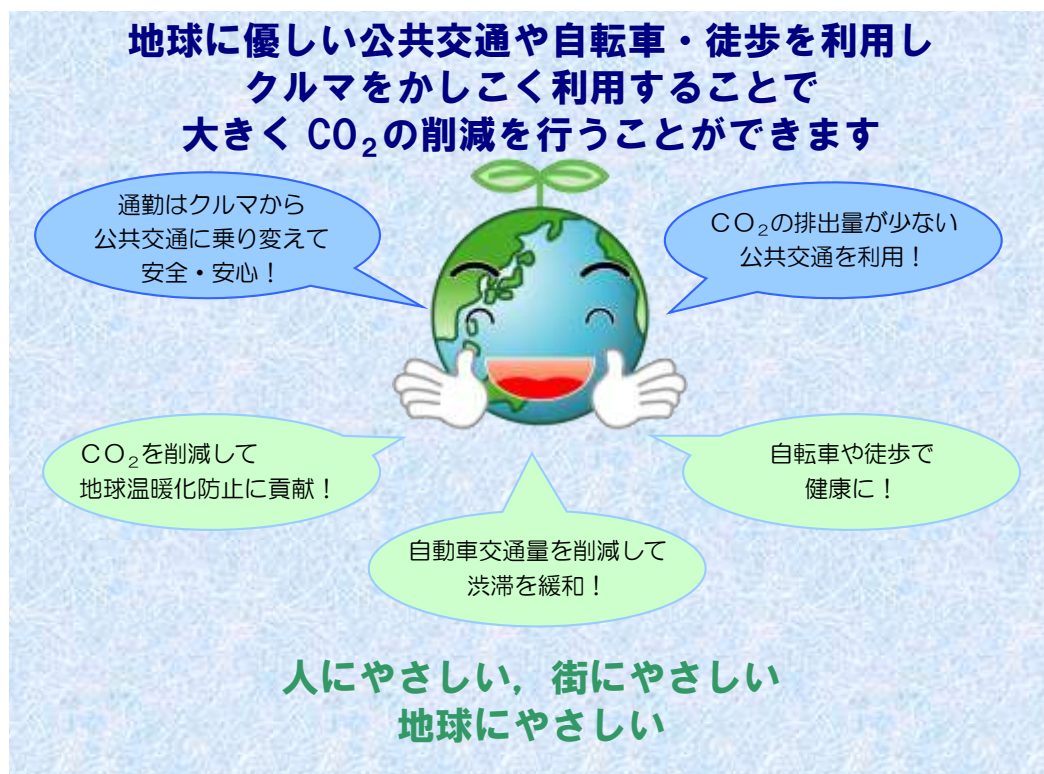 地球に優しい公共交通や自転車・徒歩を利用し
クルマをかしこく利用することで
大きく CO₂の削減を行うことができます
通勤はクルマから
公共交通に乗り変えて
安全・安心！
ＣＯ₂の排出量が少ない
公共交通を利用！
ＣＯ₂を削減して
地球温暖化防止に貢献！
自転車や徒歩で
健康に！
自動車交通量を削減して
渋滞を緩和！
人にやさしい，街にやさしい
地球にやさしい